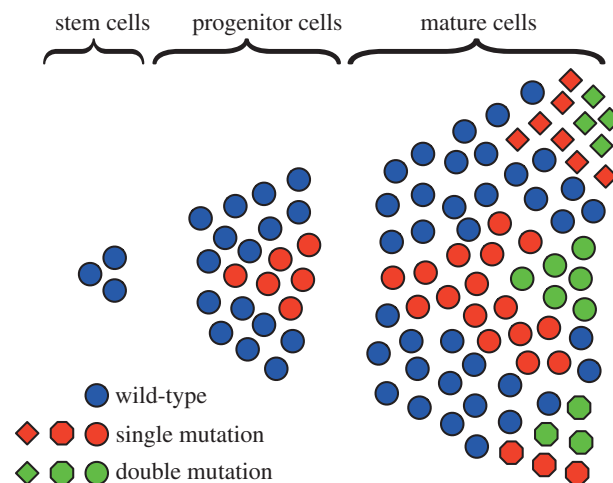 stem cells progenitor cells mature cells
wild-type
single mutation
double mutation